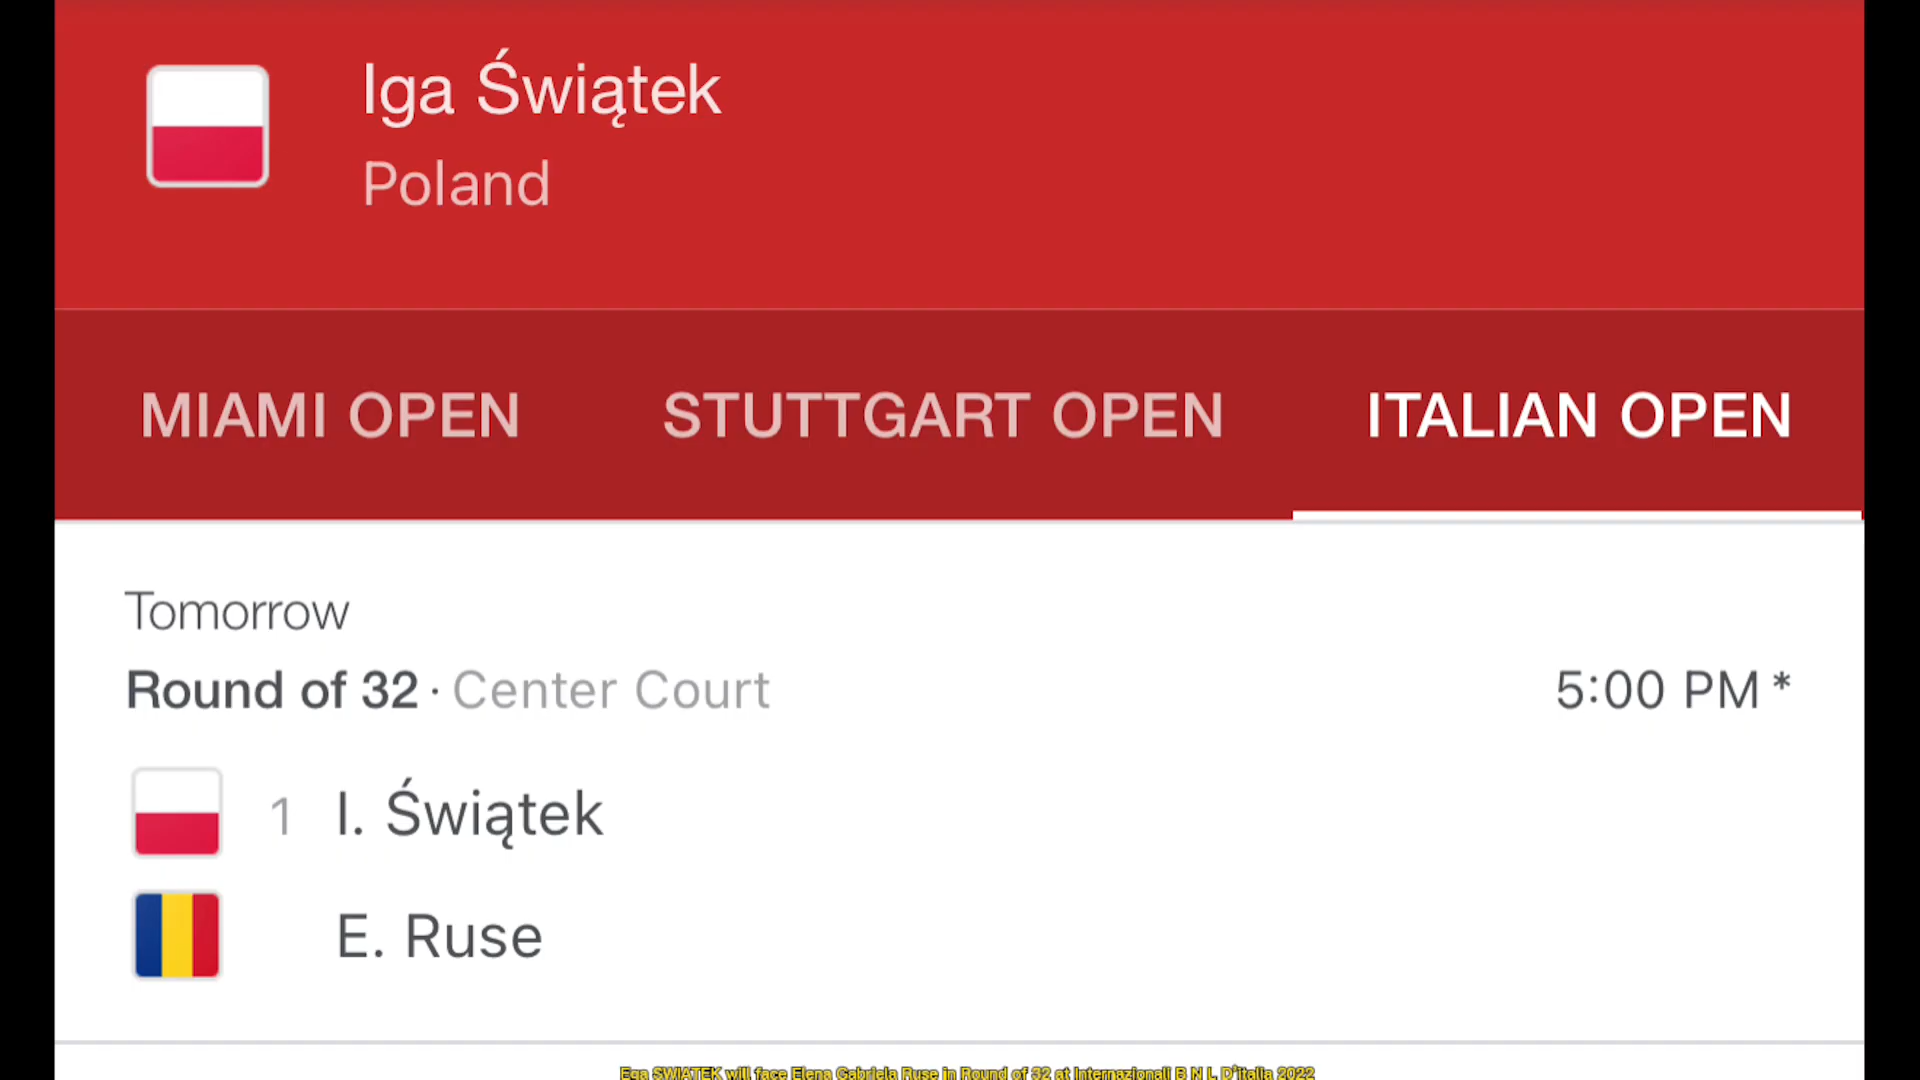 Iga Świątek
Poland
MIAMI OPEN STUTTGART OPEN ITALIAN OPEN
Tomorrow
Round of 32 · Center Court 5:00 PM *
1 I. Świątek
E. Ruse
Ega SWIATEK will face Elena Gabriela Ruse in Round of 32 at Internazionali B N L D'italia 2022